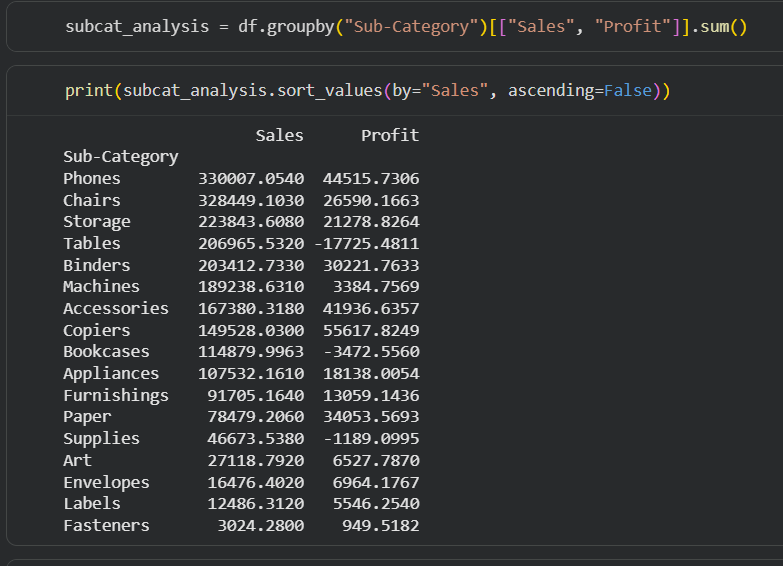 subcat_analysis = df.groupby("Sub-Category")[["Sales", "Profit"]].sum()
print(subcat_analysis.sort_values(by="Sales", ascending=False))
Sales Profit
Sub-Category
Phones 330007.0540 44515.7306
Chairs 328449.1030 26590.1663
Storage 223843.6080 21278.8264
Tables 206965.5320 -17725.4811
Binders 203412.7330 30221.7633
Machines 189238.6310 3384.7569
Accessories 167380.3180 41936.6357
Copiers 149528.0300 55617.8249
Bookcases 114879.9963 -3472.5560
Appliances 107532.1610 18138.0054
Furnishings 91705.1640 13059.1436
Paper 78479.2060 34053.5693
Supplies 46673.5380 -1189.0995
Art 27118.7920 6527.7870
Envelopes 16476.4020 6964.1767
Labels 12486.3120 5546.2540
Fasteners 3024.2800 949.5182